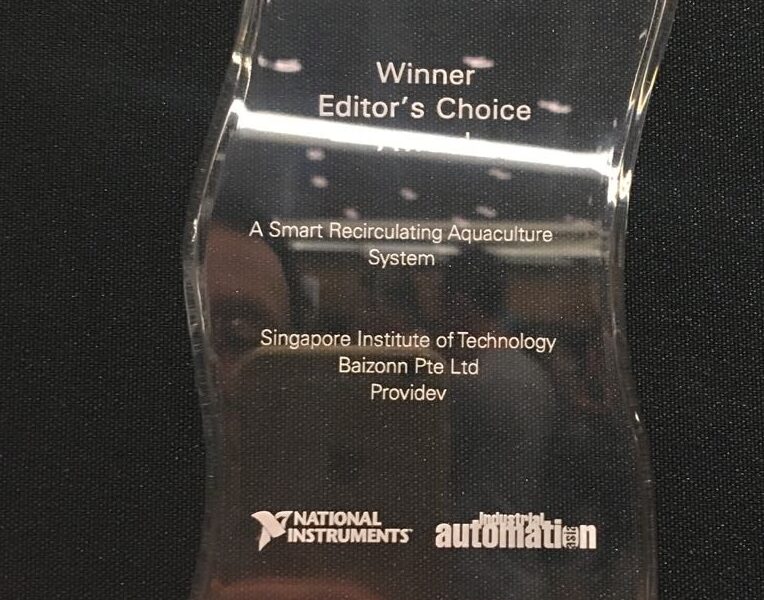 Winner
Editor's Choice
A Smart Recirculating Aquaculture
System
Singapore Institute of Technology
Baizonn Pte Ltd
Providev
NATIONAL
INSTRUMENTS
industrial
automation
asia